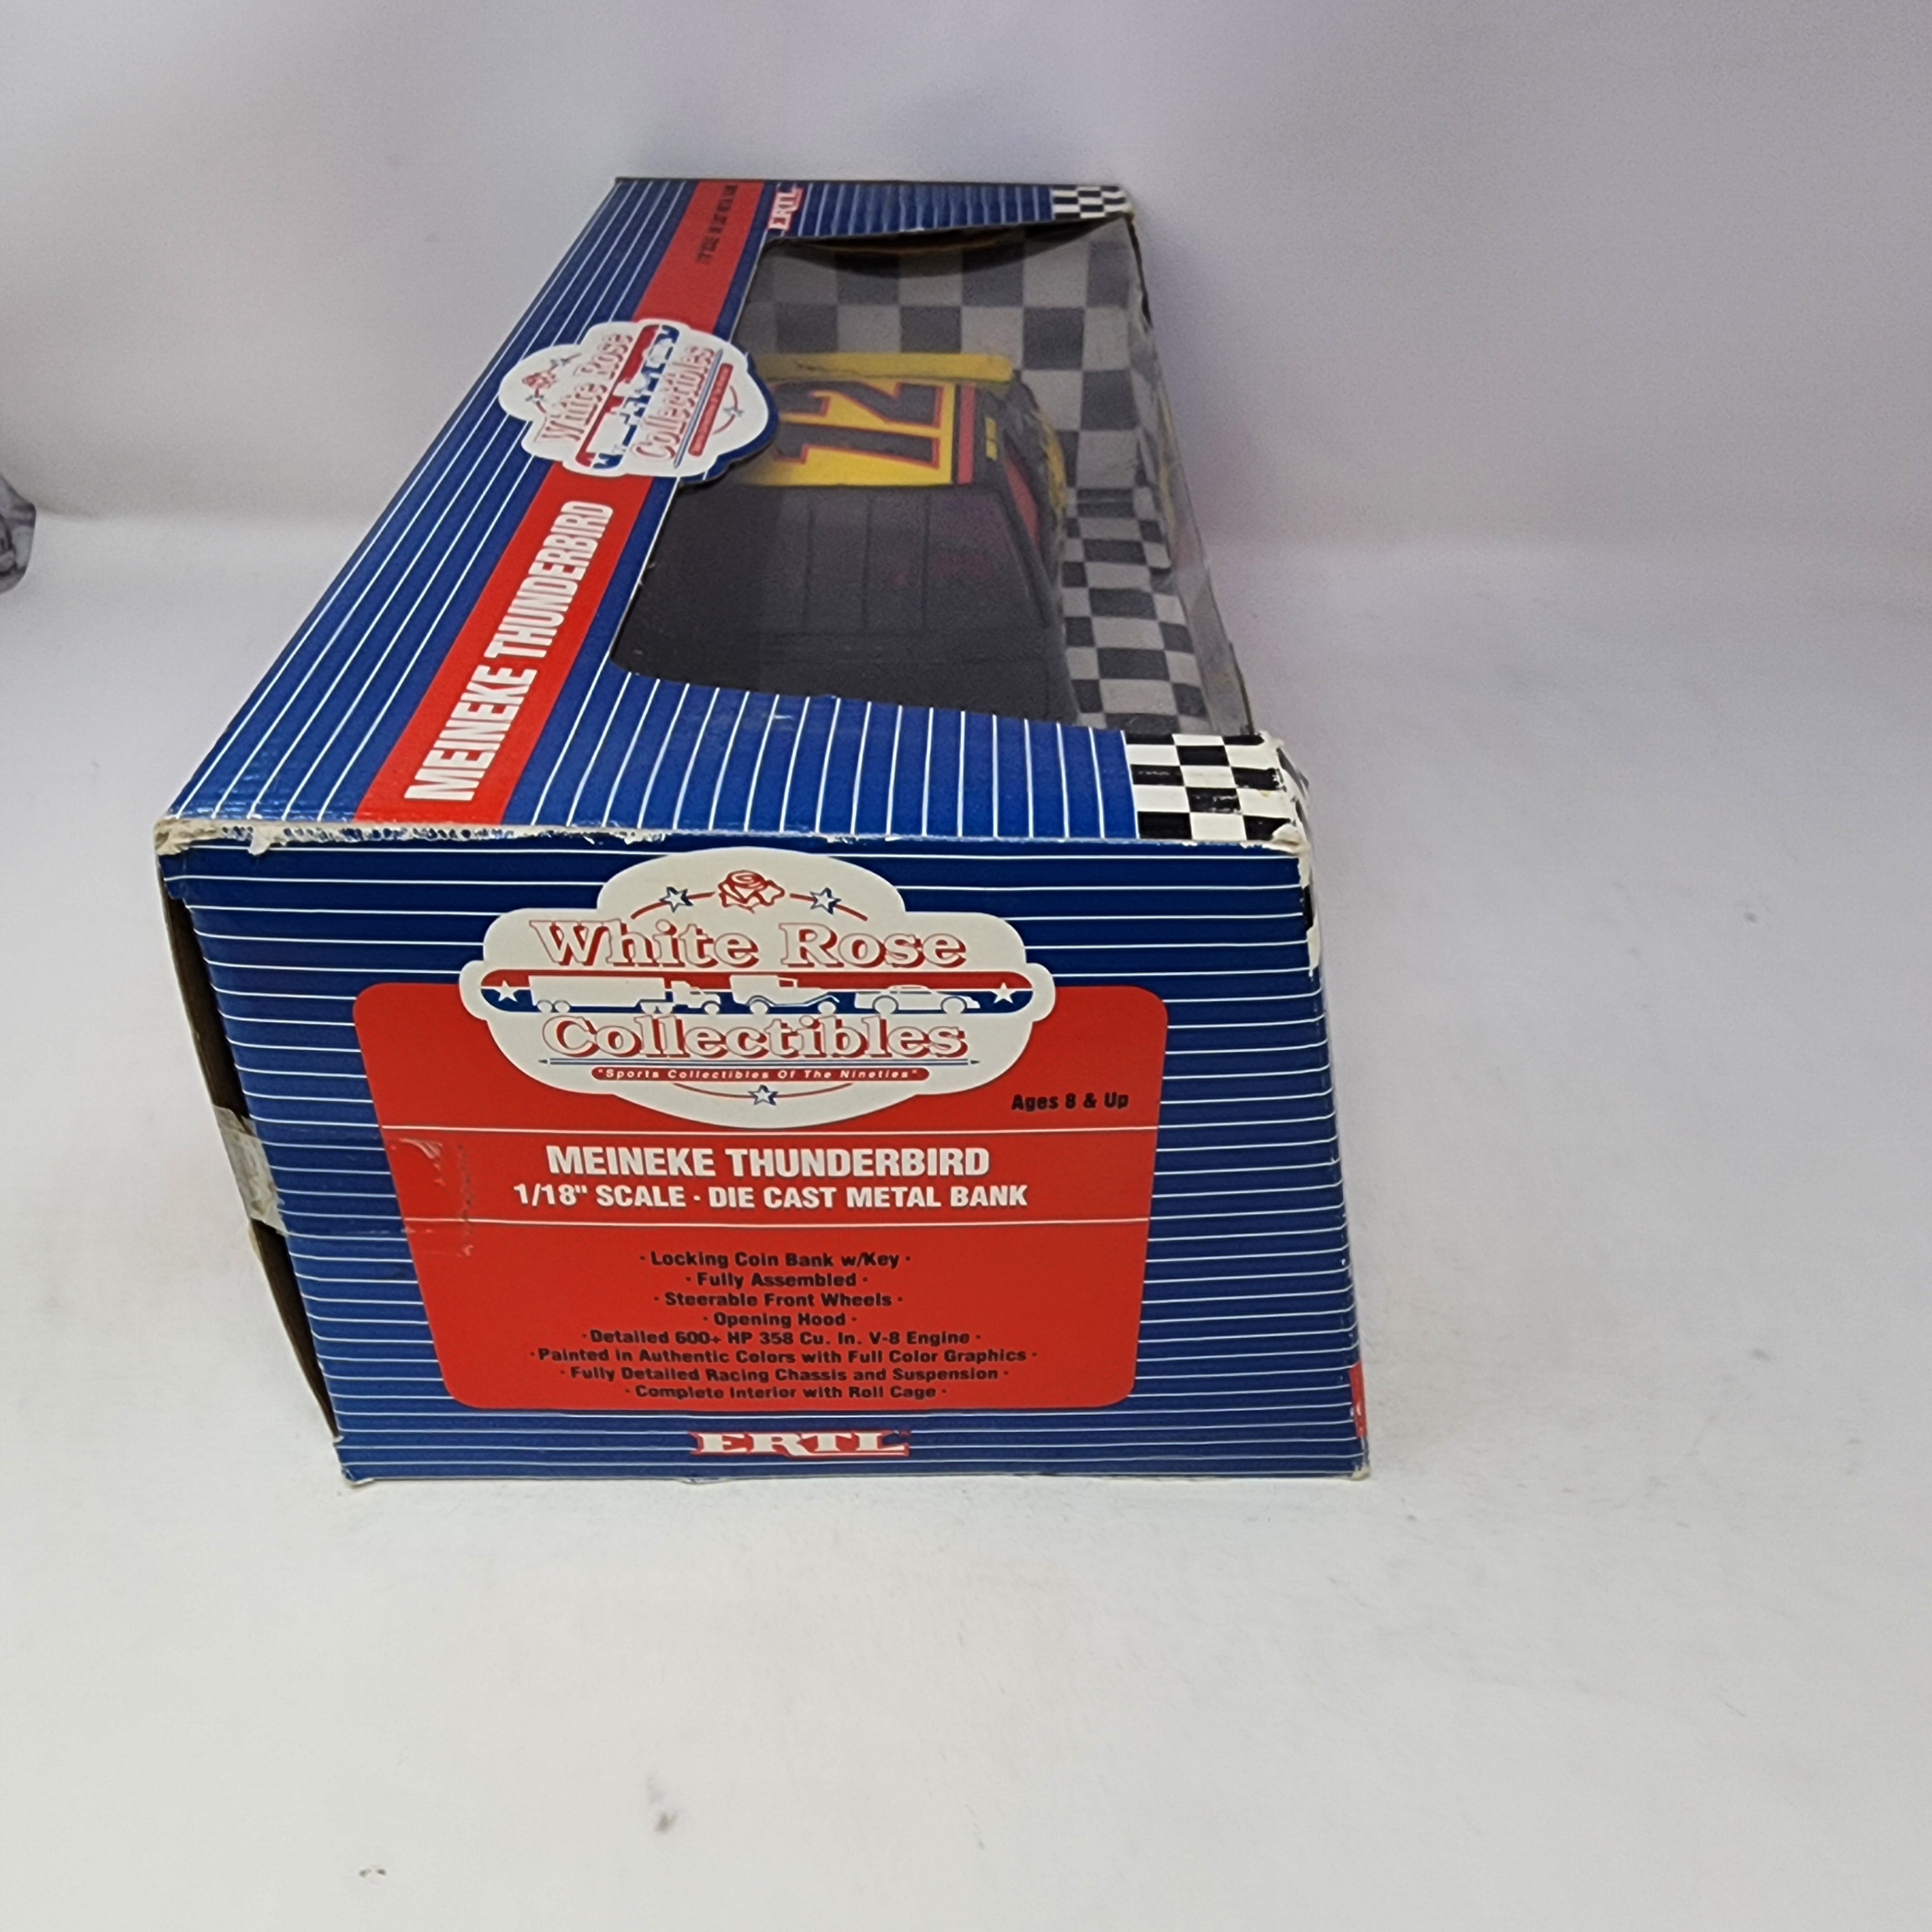 ERTL
White Rose
Collectibles
MEINEKE THUNDERBIRD
12
White Rose
Collectibles
"Sports Collectibles Of The Nineties"
Ages 8 & Up
MEINEKE THUNDERBIRD
1/18" SCALE · DIE CAST METAL BANK
· Locking Coin Bank w/Key ·
· Fully Assembled ·
· Steerable Front Wheels ·
· Opening Hood ·
· Detailed 600+ HP 358 Cu. In. V-8 Engine ·
· Painted in Authentic Colors with Full Color Graphics ·
· Fully Detailed Racing Chassis and Suspension ·
· Complete Interior with Roll Cage ·
ERTL